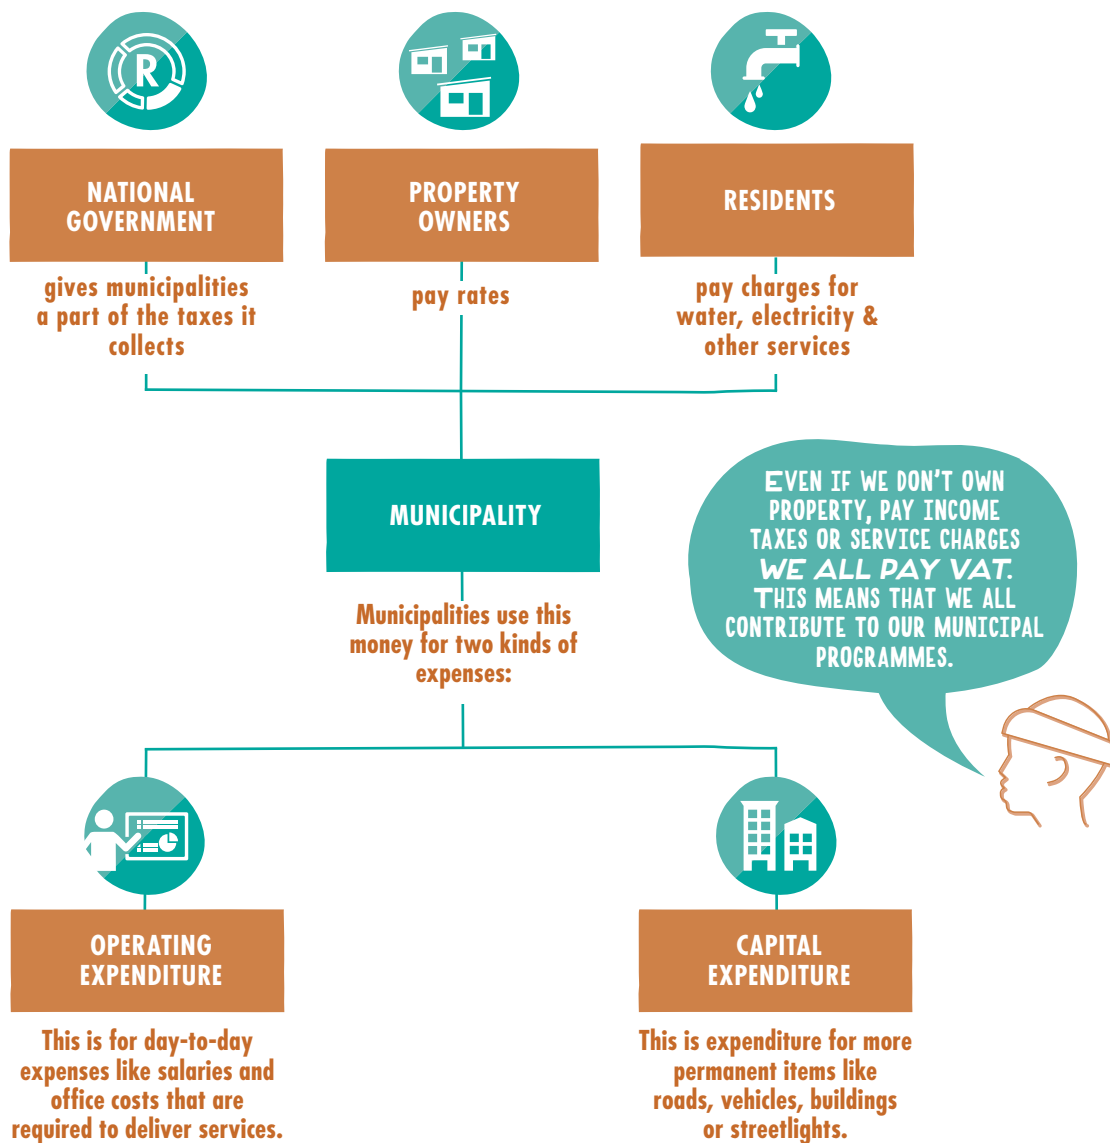 R
NATIONAL
GOVERNMENT
gives municipalities
a part of the taxes it
collects
PROPERTY
OWNERS
pay rates
RESIDENTS
pay charges for
water, electricity &
other services
MUNICIPALITY
Municipalities use this
money for two kinds of
expenses:
EVEN IF WE DON'T OWN
PROPERTY, PAY INCOME
TAXES OR SERVICE CHARGES
WE ALL PAY VAT.
THIS MEANS THAT WE ALL
CONTRIBUTE TO OUR MUNICIPAL
PROGRAMMES.
OPERATING
EXPENDITURE
This is for day-to-day
expenses like salaries and
office costs that are
required to deliver services.
CAPITAL
EXPENDITURE
This is expenditure for more
permanent items like
roads, vehicles, buildings
or streetlights.